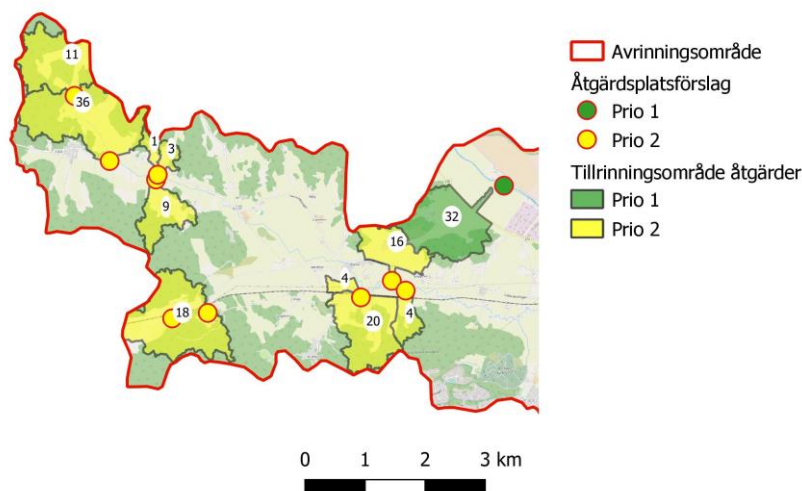 11
36
1
3
9
18
32
16
4
20
4
Avrinningsområde
Åtgärdsplatsförslag
Prio 1
Prio 2
Tillrinningsområde åtgärder
Prio 1
Prio 2
0 1 2 3 km